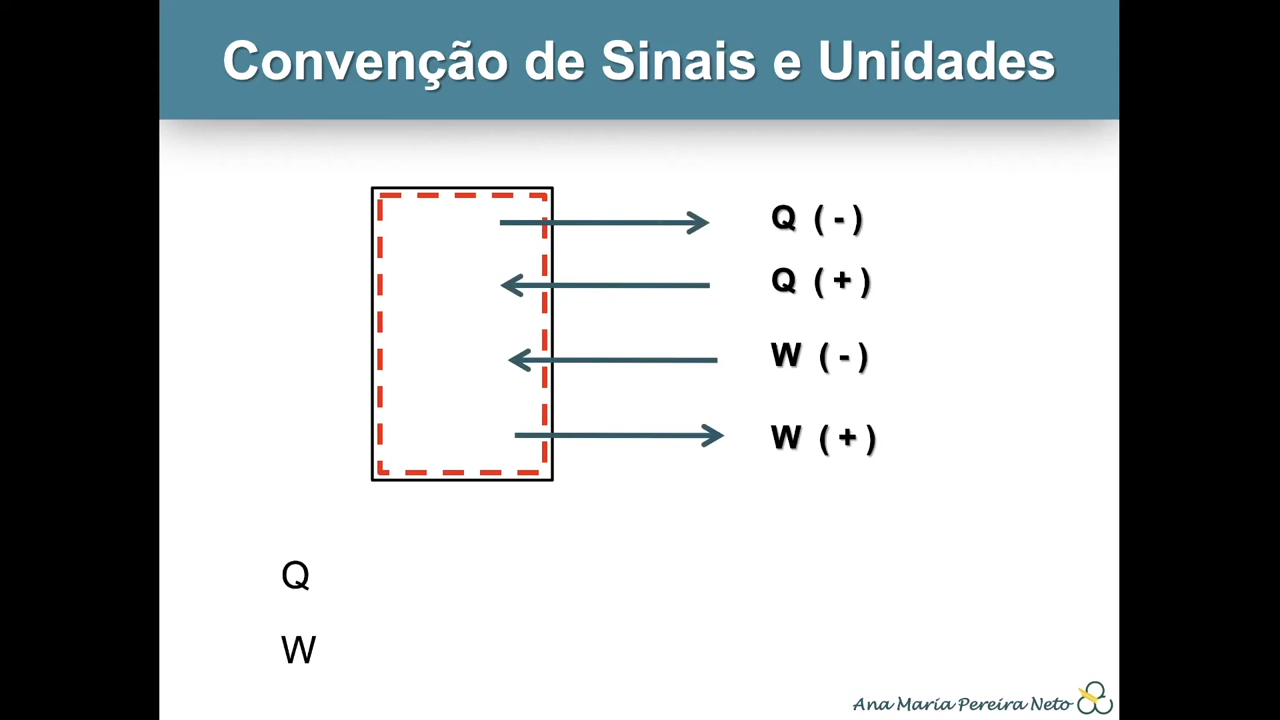 Convenção de Sinais e Unidades
Q ( - )
Q ( + )
W ( - )
W ( + )
Q
W
Ana Maria Pereira Neto